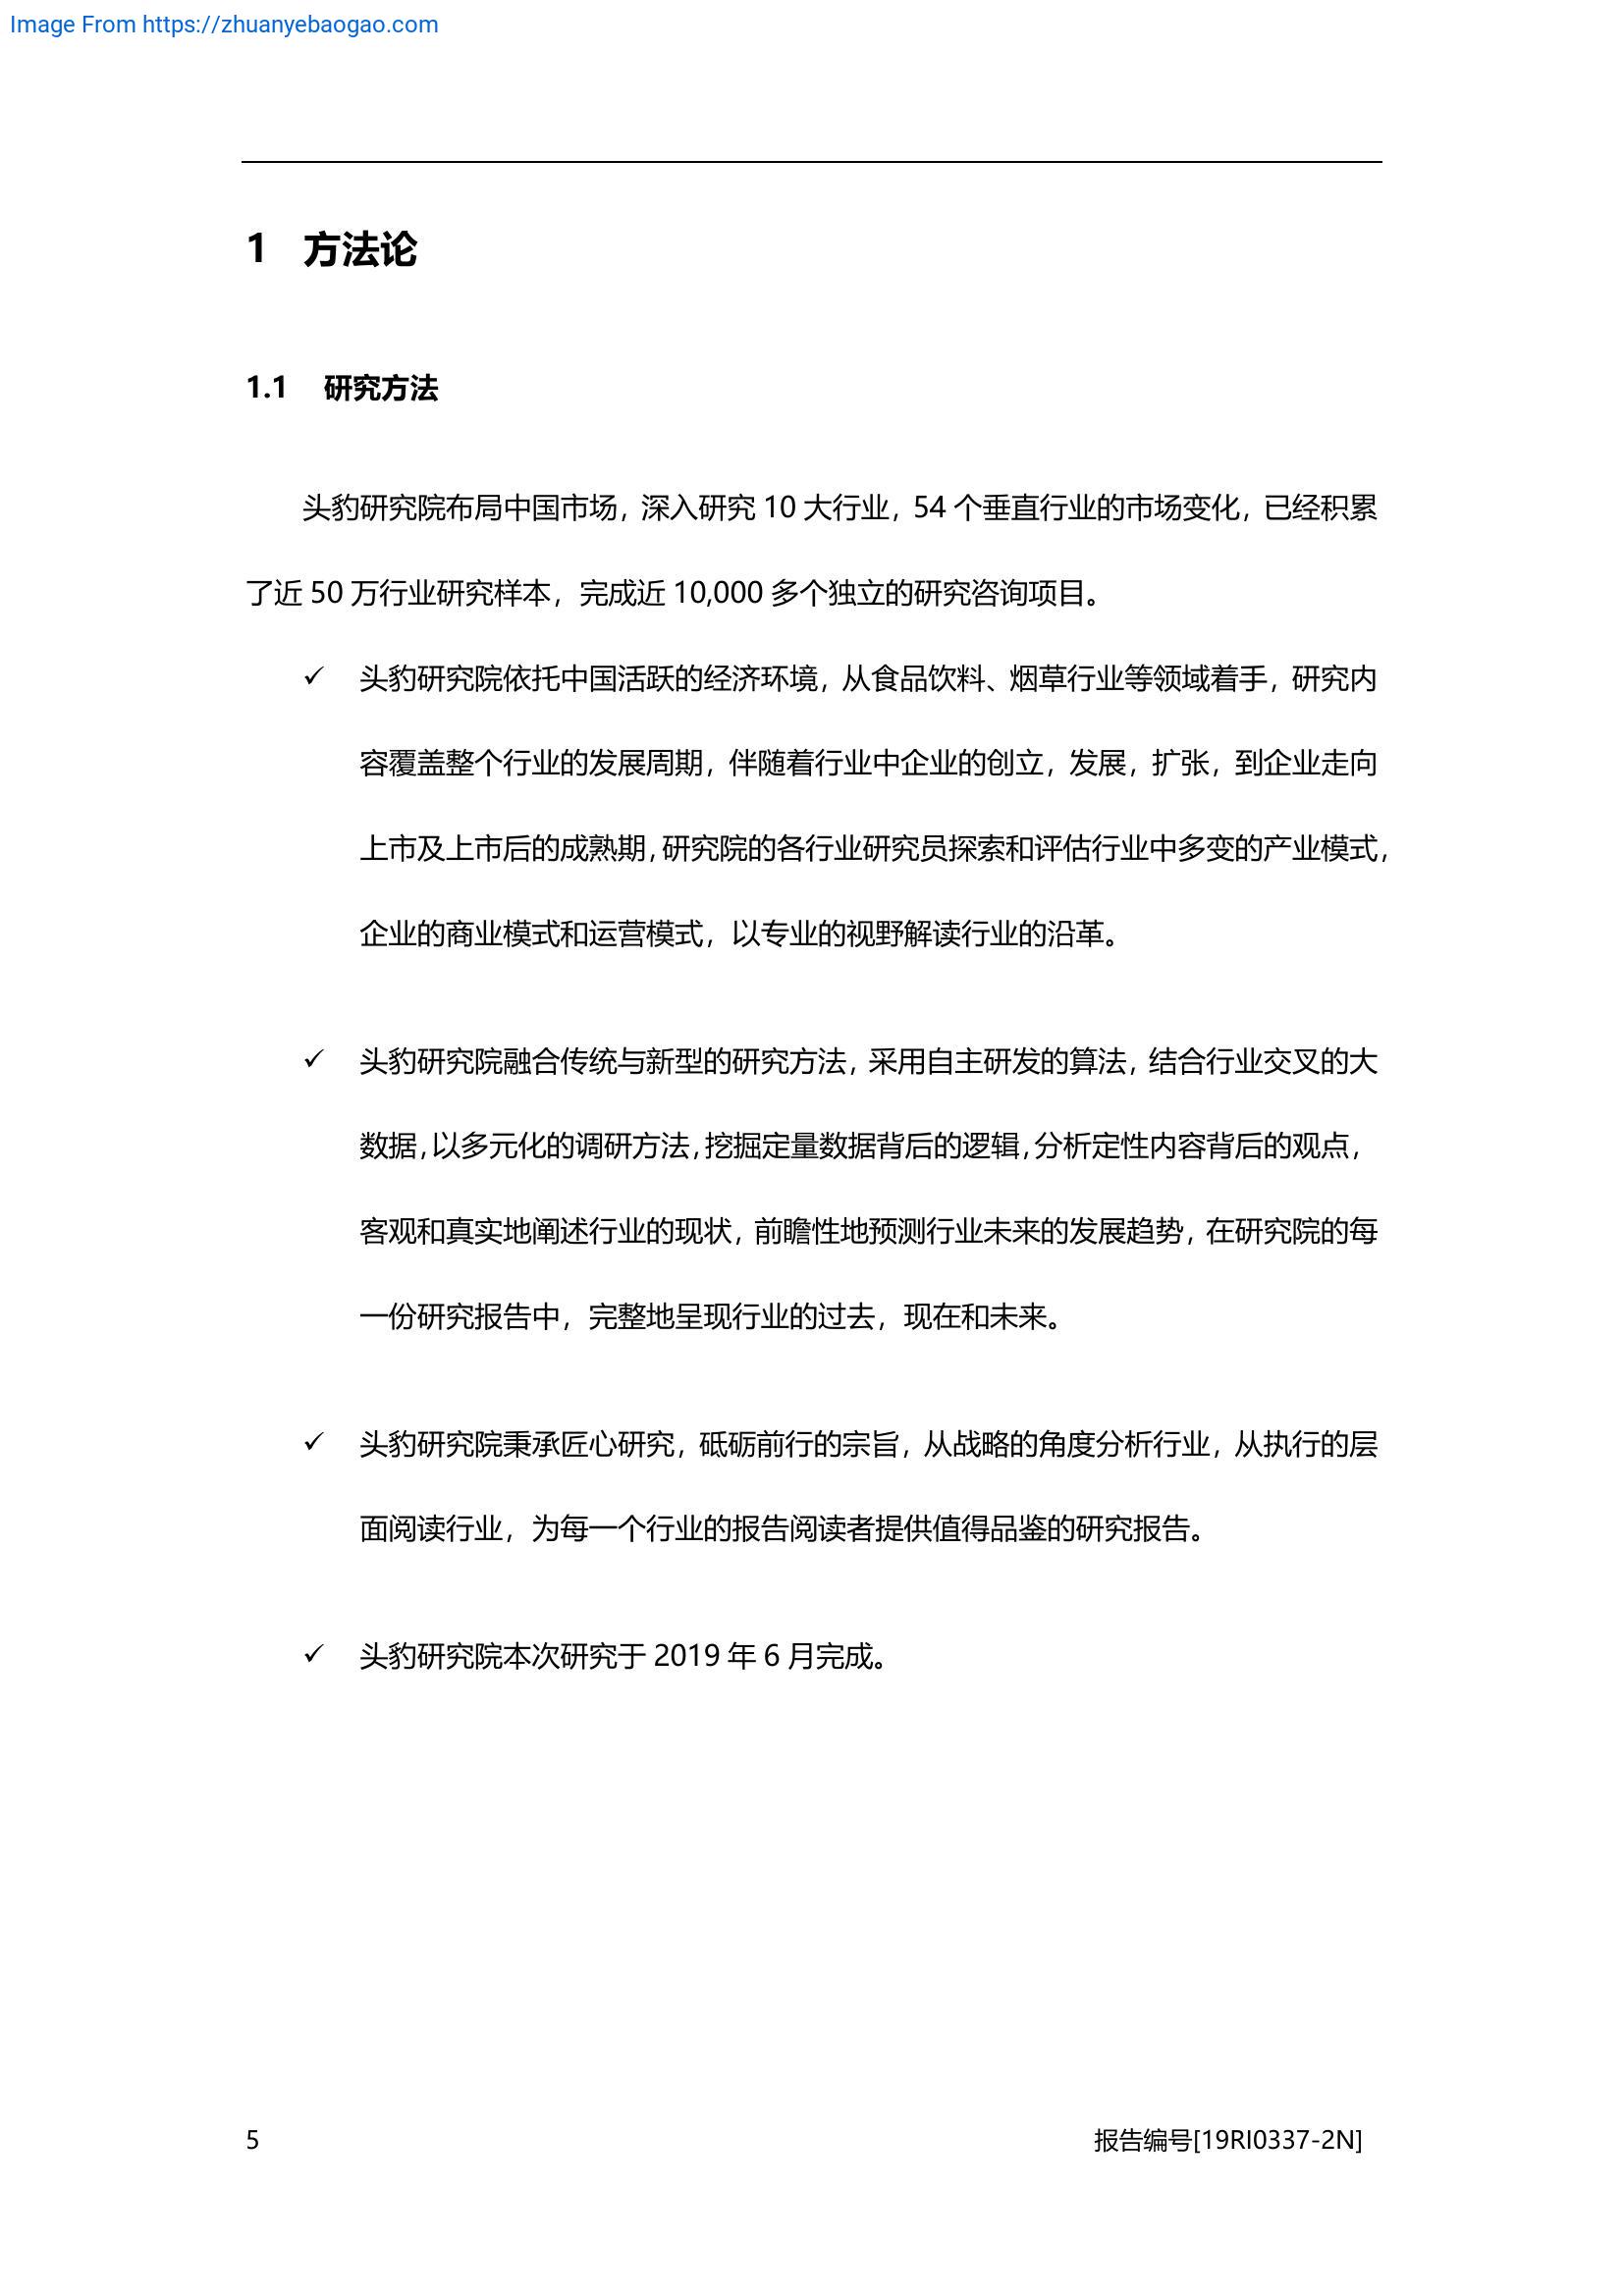 Image From https://zhuanyebaogao.com
1 方法论
1.1 研究方法
头豹研究院布局中国市场，深入研究 10 大行业，54 个垂直行业的市场变化，已经积累
了近 50 万行业研究样本，完成近 10,000 多个独立的研究咨询项目。
✓ 头豹研究院依托中国活跃的经济环境，从食品饮料、烟草行业等领域着手，研究内
容覆盖整个行业的发展周期，伴随着行业中企业的创立，发展，扩张，到企业走向
上市及上市后的成熟期，研究院的各行业研究员探索和评估行业中多变的产业模式，
企业的商业模式和运营模式，以专业的视野解读行业的沿革。
✓ 头豹研究院融合传统与新型的研究方法，采用自主研发的算法，结合行业交叉的大
数据，以多元化的调研方法，挖掘定量数据背后的逻辑，分析定性内容背后的观点，
客观和真实地阐述行业的现状，前瞻性地预测行业未来的发展趋势，在研究院的每
一份研究报告中，完整地呈现行业的过去，现在和未来。
✓ 头豹研究院秉承匠心研究，砥砺前行的宗旨，从战略的角度分析行业，从执行的层
面阅读行业，为每一个行业的报告阅读者提供值得品鉴的研究报告。
✓ 头豹研究院本次研究于 2019 年 6 月完成。
5 报告编号[19RI0337-2N]